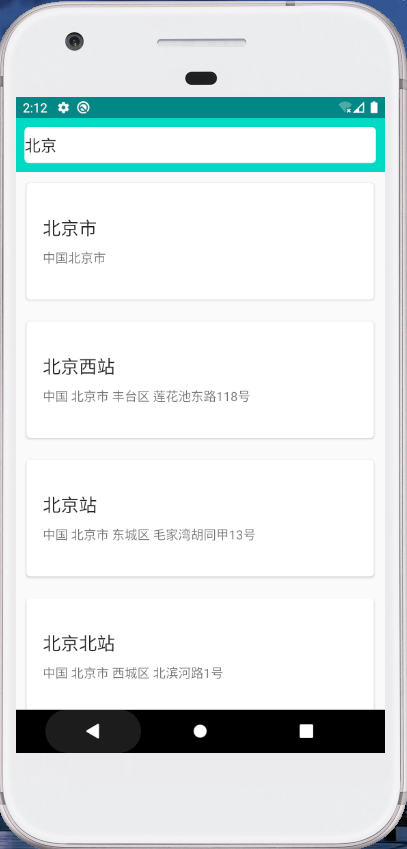 2:12
北京
北京市
中国北京市
北京西站
中国 北京市 丰台区 莲花池东路118号
北京站
中国 北京市 东城区 毛家湾胡同甲13号
北京北站
中国 北京市 西城区 北滨河路1号